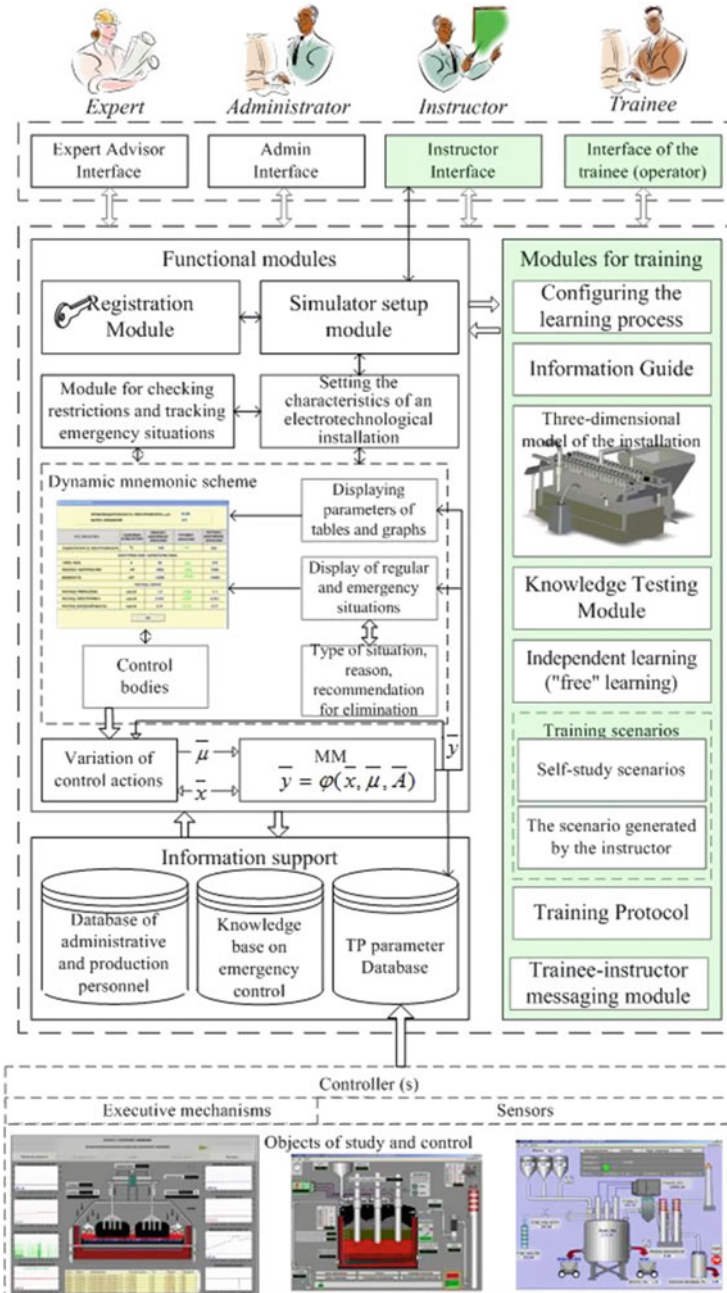 Expert
Administrator
Instructor
Trainee
Expert Advisor
Interface
Admin
Interface
Instructor
Interface
Interface of the
trainee (operator)
Functional modules
Registration
Module
Simulator setup
module
Module for checking
restrictions and tracking
emergency situations
Setting the
characteristics of an
electrotechnological
installation
Dynamic mnemonic scheme
Displaying
parameters of
tables and graphs
Display of regular
and emergency
situations
Type of situation,
reason,
recommendation
for elimination
Control
bodies
Variation of
control actions
μ̄
x̄
MM
ȳ = φ(x̄, μ̄, Ā)
ȳ
Information support
Database of
administrative
and production
personnel
Knowledge
base on
emergency
control
TP parameter
Database
Modules for training
Configuring the
learning process
Information Guide
Three-dimensional
model of the installation
Knowledge Testing
Module
Independent learning
("free" learning)
Training scenarios
Self-study scenarios
The scenario generated
by the instructor
Training Protocol
Trainee-instructor
messaging module
Controller (s)
Executive mechanisms
Sensors
Objects of study and control